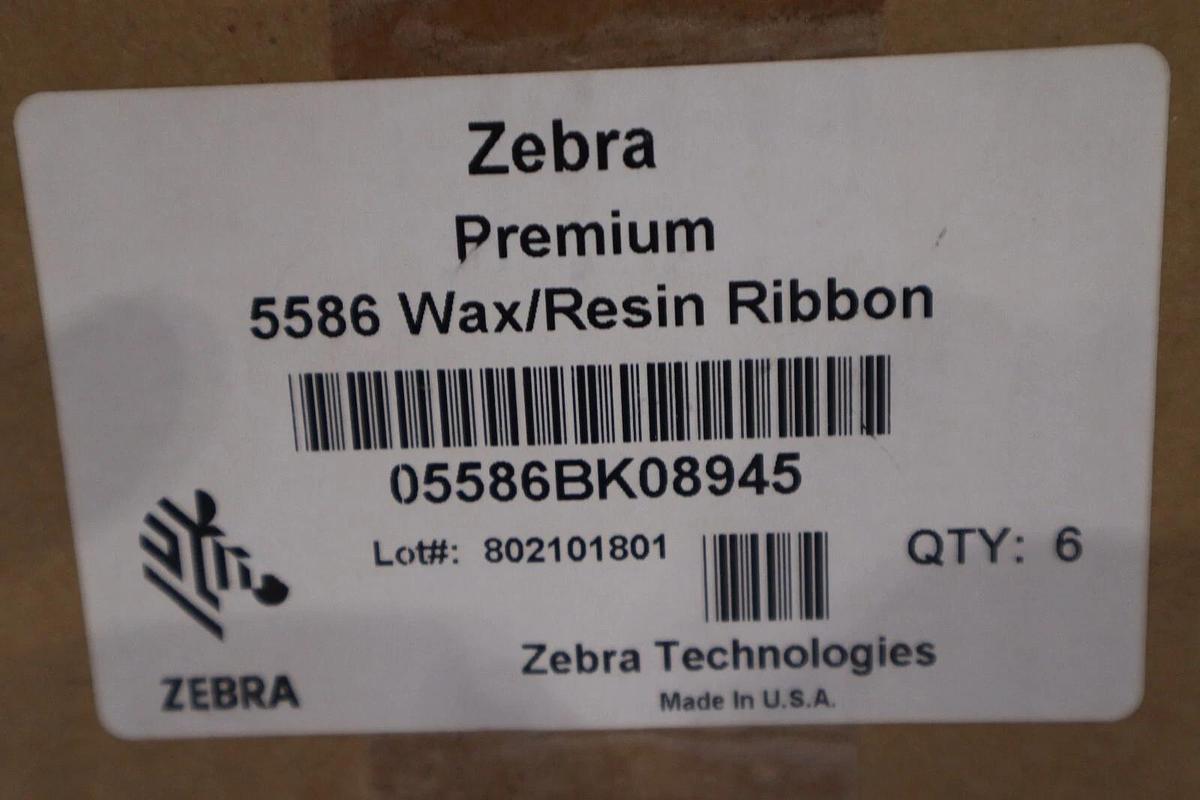 Zebra
Premium
5586 Wax/Resin Ribbon
05586BK08945
Lot#: 802101801
QTY: 6
Zebra Technologies
Made In U.S.A.
ZEBRA